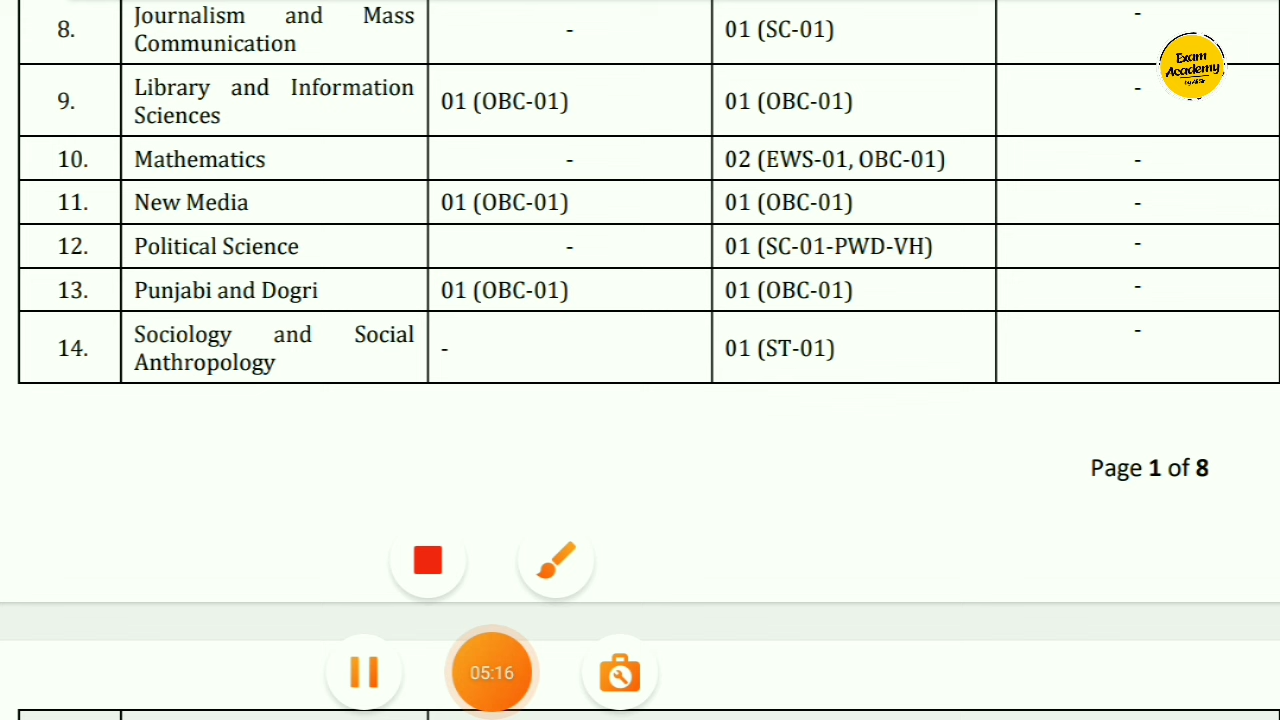 8. Journalism and Mass Communication - 01 (SC-01) -
Exam
Academy
9. Library and Information Sciences 01 (OBC-01) 01 (OBC-01) -
10. Mathematics - 02 (EWS-01, OBC-01) -
11. New Media 01 (OBC-01) 01 (OBC-01) -
12. Political Science - 01 (SC-01-PWD-VH) -
13. Punjabi and Dogri 01 (OBC-01) 01 (OBC-01) -
14. Sociology and Social Anthropology - 01 (ST-01) -
Page 1 of 8
05:16